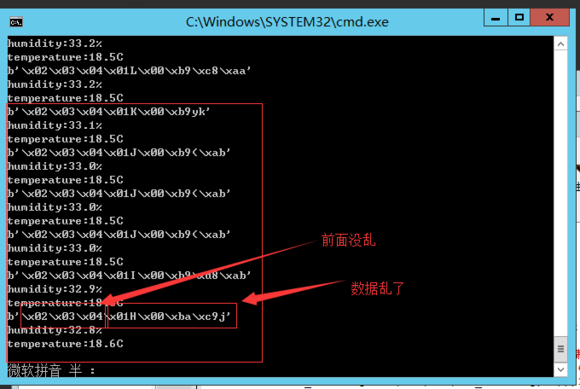 C:\Windows\SYSTEM32\cmd.exe
humidity:33.2%
temperature:18.5C
b'\x02\x03\x04\x01L\x00\xb9\xc8\xaa'
humidity:33.2%
temperature:18.5C
b'\x02\x03\x04\x01K\x00\xb9yk'
humidity:33.1%
temperature:18.5C
b'\x02\x03\x04\x01J\x00\xb9(\xab'
humidity:33.0%
temperature:18.5C
b'\x02\x03\x04\x01J\x00\xb9(\xab'
humidity:33.0%
temperature:18.5C
b'\x02\x03\x04\x01J\x00\xb9(\xab'
前面没乱
humidity:33.0%
temperature:18.5C
b'\x02\x03\x04\x01I\x00\xb9\xd8\xab'
humidity:32.9%
数据乱了
b'\x02\x03\x04\x01H\x00\xba\xc9j'
humidity:32.8%
temperature:18.6C
微软拼音 半 :